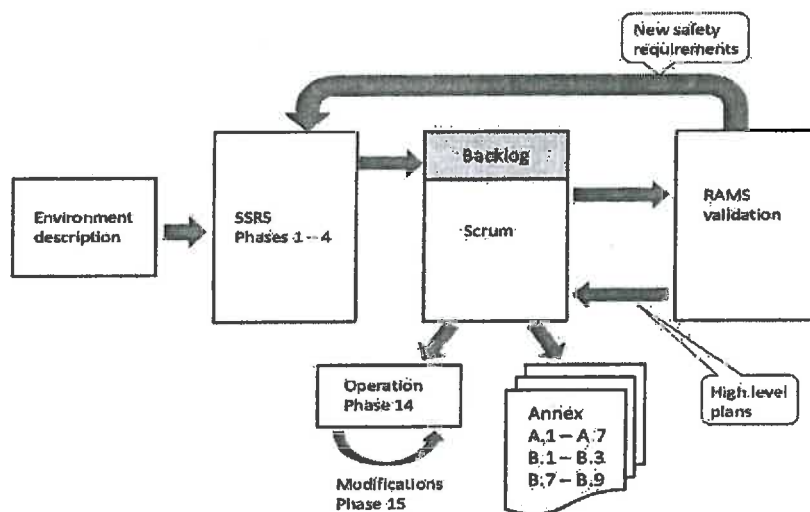 New safety
requirements
Backlog
Environment
description
SSRS
Phases 1 – 4
Scrum
RAMS
validation
Operation
Phase 14
Modifications
Phase 15
Annex
A.1 – A.7
B.1 – B.3
B.7 – B.9
High level
plans